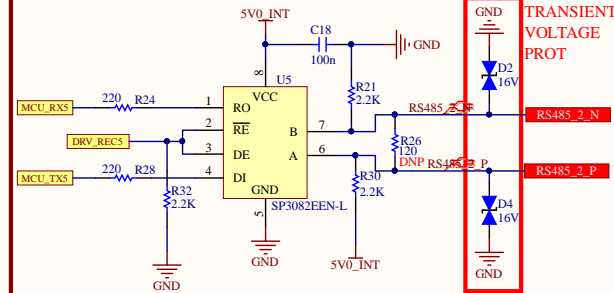 5V0_INT
GND
TRANSIENT
VOLTAGE
PROT
C18
100n
GND
8
U5
VCC
R21
2.2K
D2
16V
MCU_RX5
220
R24
1
RO
RS485_2_N
RS485_2_N
2
RE
B
7
DRV_REC5
R26
120
3
DE
A
6
DNP
RS485_2_P
RS485_2_P
MCU_TX5
220
R28
4
DI
GND
R30
2.2K
R32
2.2K
5
SP3082EEN-L
D4
16V
GND
GND
5V0_INT
GND